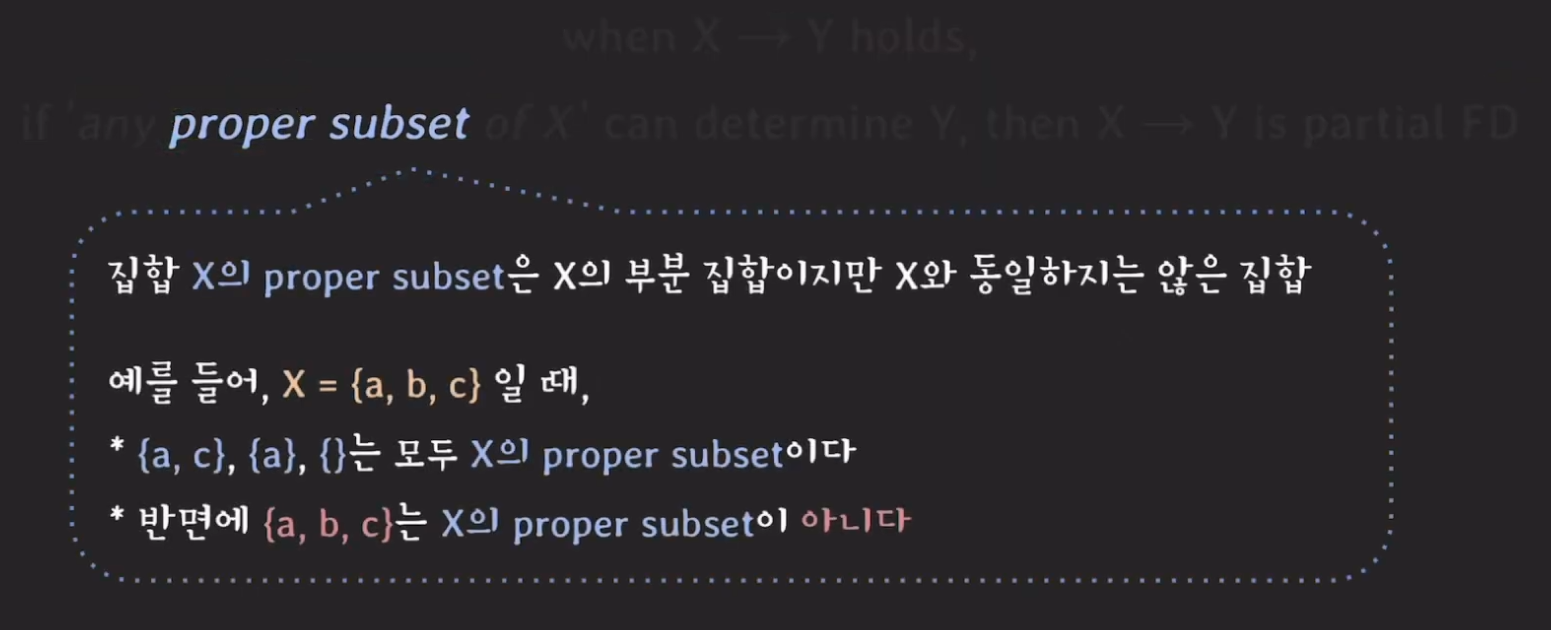 when X → Y holds,
if 'any proper subset of X' can determine Y, then X → Y is partial FD
집합 X의 proper subset은 X의 부분 집합이지만 X와 동일하지는 않은 집합
예를 들어, X = {a, b, c} 일 때,
* {a, c}, {a}, {}는 모두 X의 proper subset이다
* 반면에 {a, b, c}는 X의 proper subset이 아니다